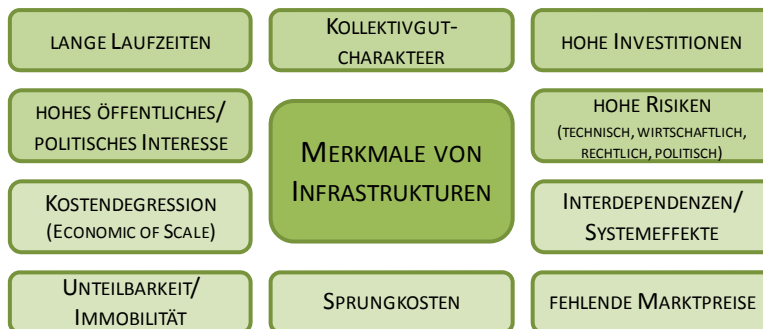 LANGE LAUFZEITEN
KOLLEKTIVGUT-
CHARAKTEER
HOHE INVESTITIONEN
HOHES ÖFFENTLICHES/
POLITISCHES INTERESSE
MERKMALE VON
INFRASTRUKTUREN
HOHE RISIKEN
(TECHNISCH, WIRTSCHAFTLICH,
RECHTLICH, POLITISCH)
KOSTENDEGRESSION
(ECONOMIC OF SCALE)
INTERDEPENDENZEN/
SYSTEMEFFEKTE
UNTEILBARKEIT/
IMMOBILITÄT
SPRUNGKOSTEN
FEHLENDE MARKTPREISE